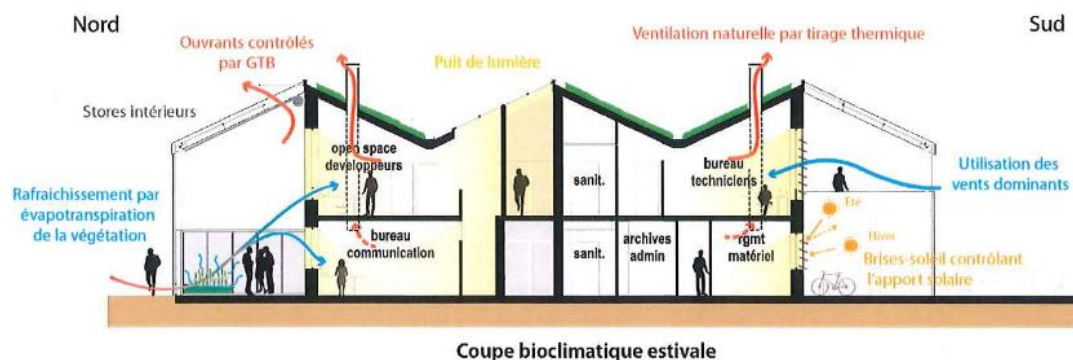 Nord
Sud
Ouvrants contrôlés
par GTB
Ventilation naturelle par tirage thermique
Puit de lumière
Stores intérieurs
open space
developpeurs
bureau
techniciens
sanit.
Utilisation des
vents dominants
Rafraichissement par
évapotranspiration
de la végétation
Eté
bureau
communication
sanit.
archives
admin
rgmt
matériel
Hiver
Brises-soleil contrôlant
l'apport solaire
Coupe bioclimatique estivale